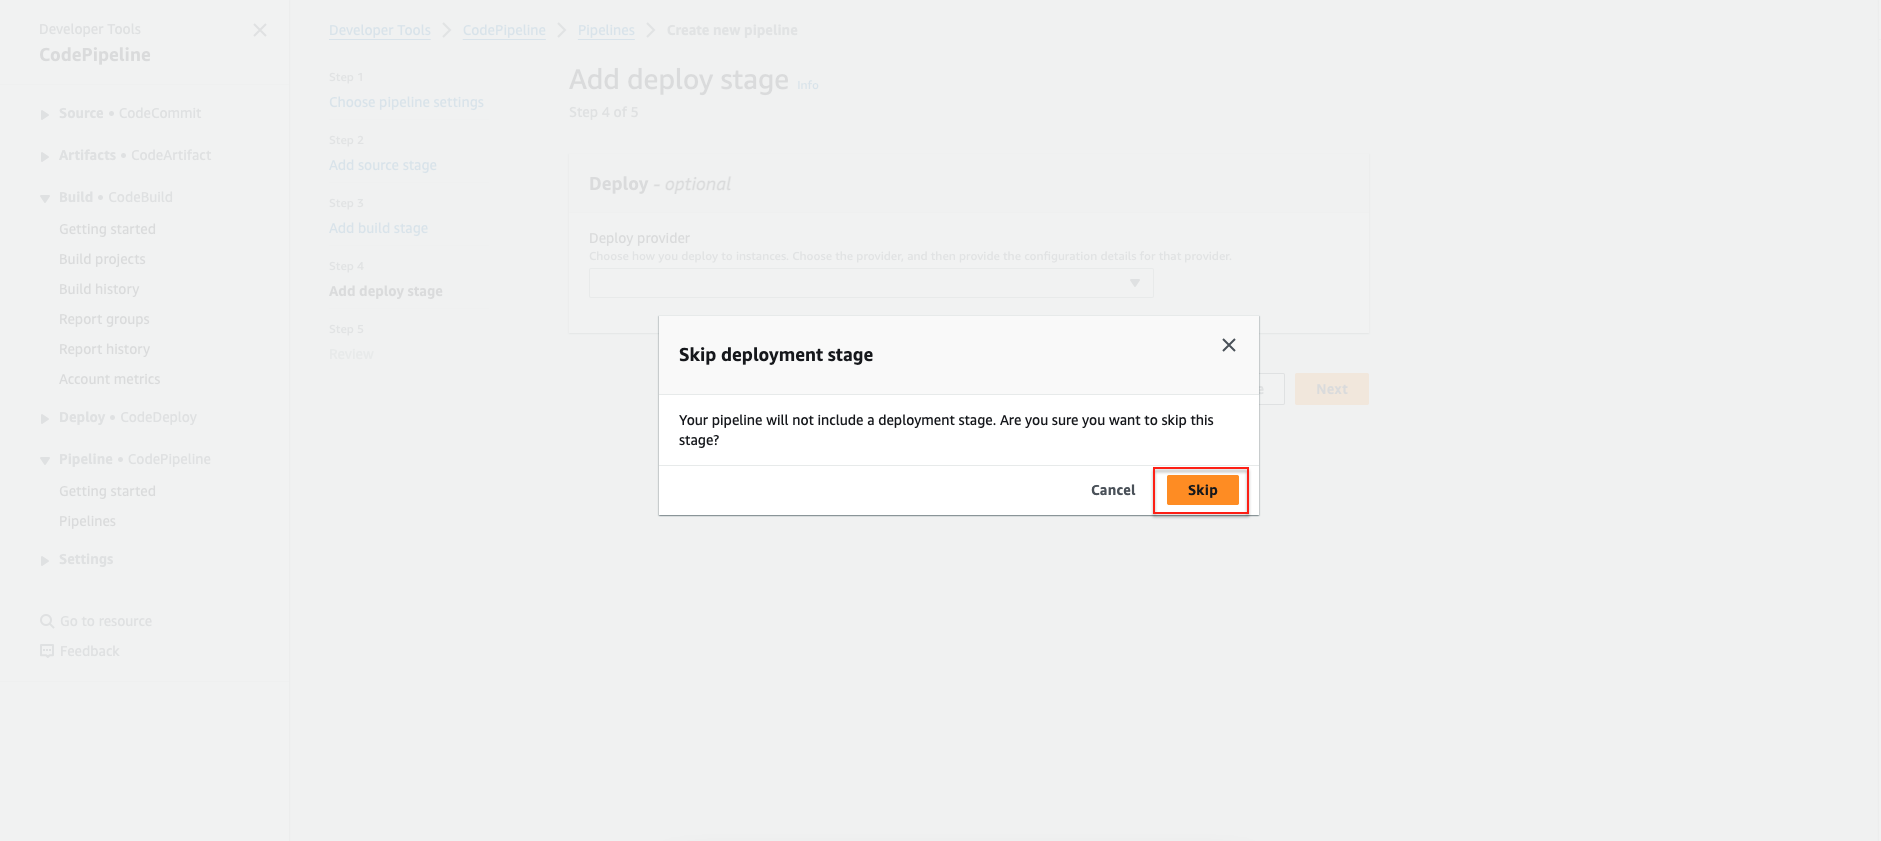 Developer Tools
CodePipeline
Source • CodeCommit
Artifacts • CodeArtifact
Build • CodeBuild
Getting started
Build projects
Build history
Report groups
Report history
Account metrics
Deploy • CodeDeploy
Pipeline • CodePipeline
Getting started
Pipelines
Settings
Go to resource
Feedback
Developer Tools > CodePipeline > Pipelines > Create new pipeline
Step 1
Choose pipeline settings
Step 2
Add source stage
Step 3
Add build stage
Step 4
Add deploy stage
Step 5
Review
Add deploy stage Info
Step 4 of 5
Deploy - optional
Deploy provider
Choose how you deploy to instances. Choose the provider, and then provide the configuration details for that provider.
Next
Skip deployment stage
Your pipeline will not include a deployment stage. Are you sure you want to skip this
stage?
Cancel
Skip